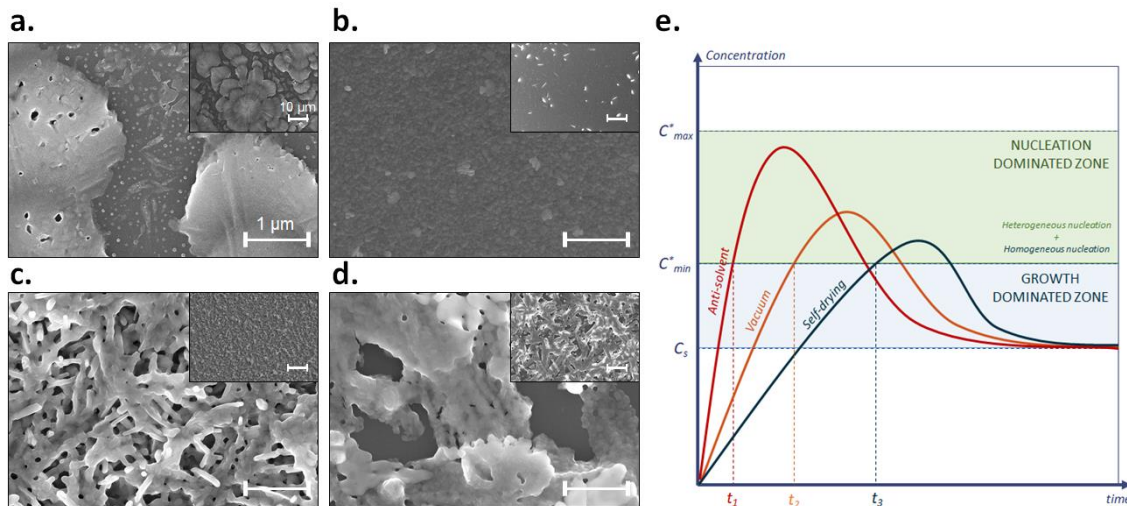 a.
b.
e.
10 µm
1 µm
c.
d.
Concentration
C*max
NUCLEATION
DOMINATED ZONE
Heterogeneous nucleation
+
Homogeneous nucleation
C*min
GROWTH
DOMINATED ZONE
Anti-solvent
Vacuum
Self-drying
Cs
t1
t2
t3
time